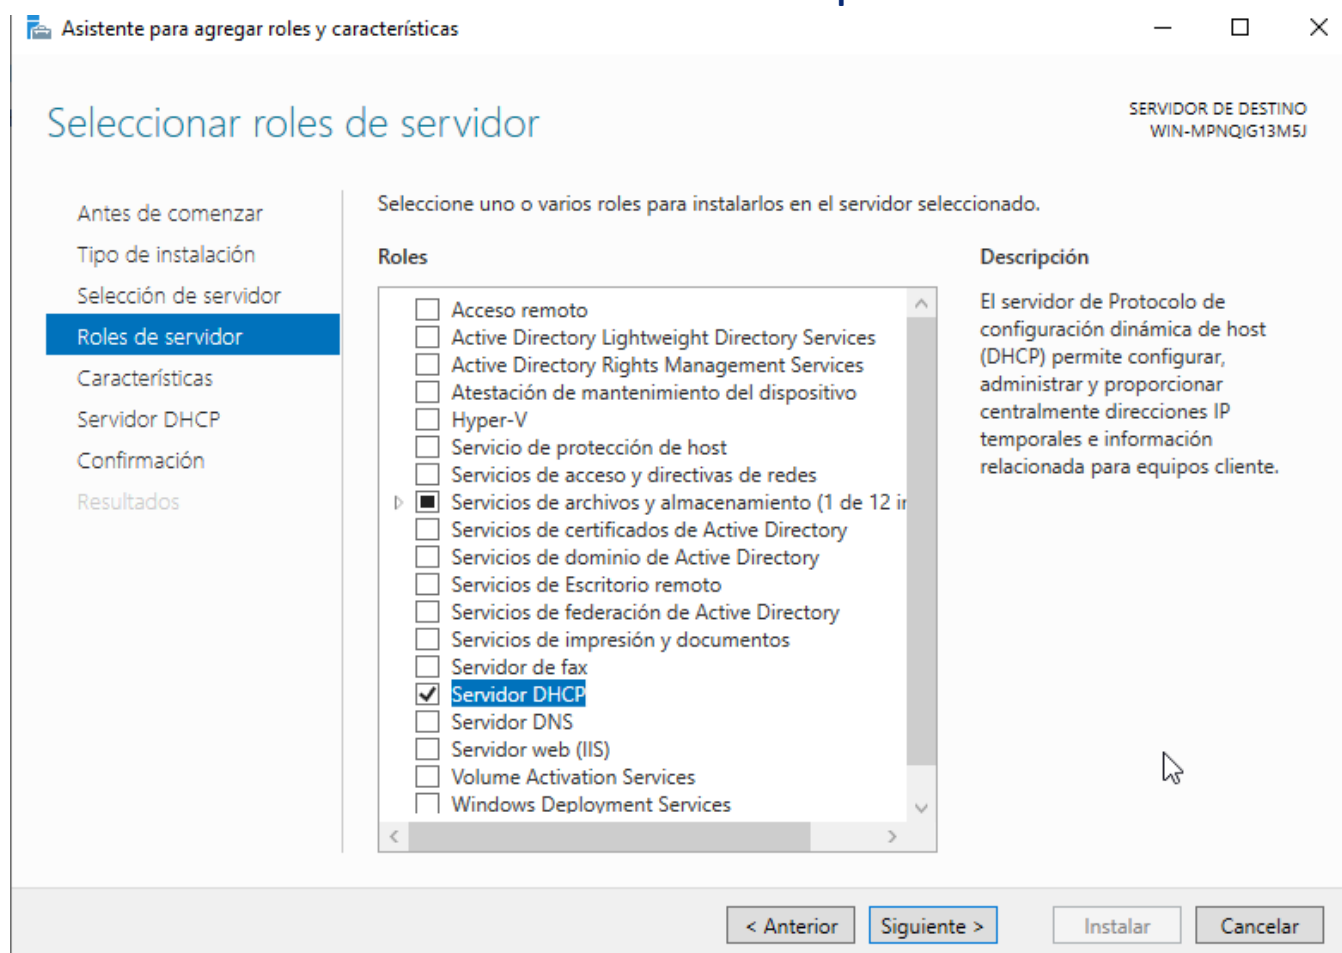 Asistente para agregar roles y características
Seleccionar roles de servidor
SERVIDOR DE DESTINO
WIN-MPNQIG13M5J
Antes de comenzar
Tipo de instalación
Selección de servidor
Roles de servidor
Características
Servidor DHCP
Confirmación
Resultados
Seleccione uno o varios roles para instalarlos en el servidor seleccionado.
Roles
Acceso remoto
Active Directory Lightweight Directory Services
Active Directory Rights Management Services
Atestación de mantenimiento del dispositivo
Hyper-V
Servicio de protección de host
Servicios de acceso y directivas de redes
Servicios de archivos y almacenamiento (1 de 12 in
Servicios de certificados de Active Directory
Servicios de dominio de Active Directory
Servicios de Escritorio remoto
Servicios de federación de Active Directory
Servicios de impresión y documentos
Servidor de fax
Servidor DHCP
Servidor DNS
Servidor web (IIS)
Volume Activation Services
Windows Deployment Services
Descripción
El servidor de Protocolo de
configuración dinámica de host
(DHCP) permite configurar,
administrar y proporcionar
centralmente direcciones IP
temporales e información
relacionada para equipos cliente.
< Anterior
Siguiente >
Instalar
Cancelar